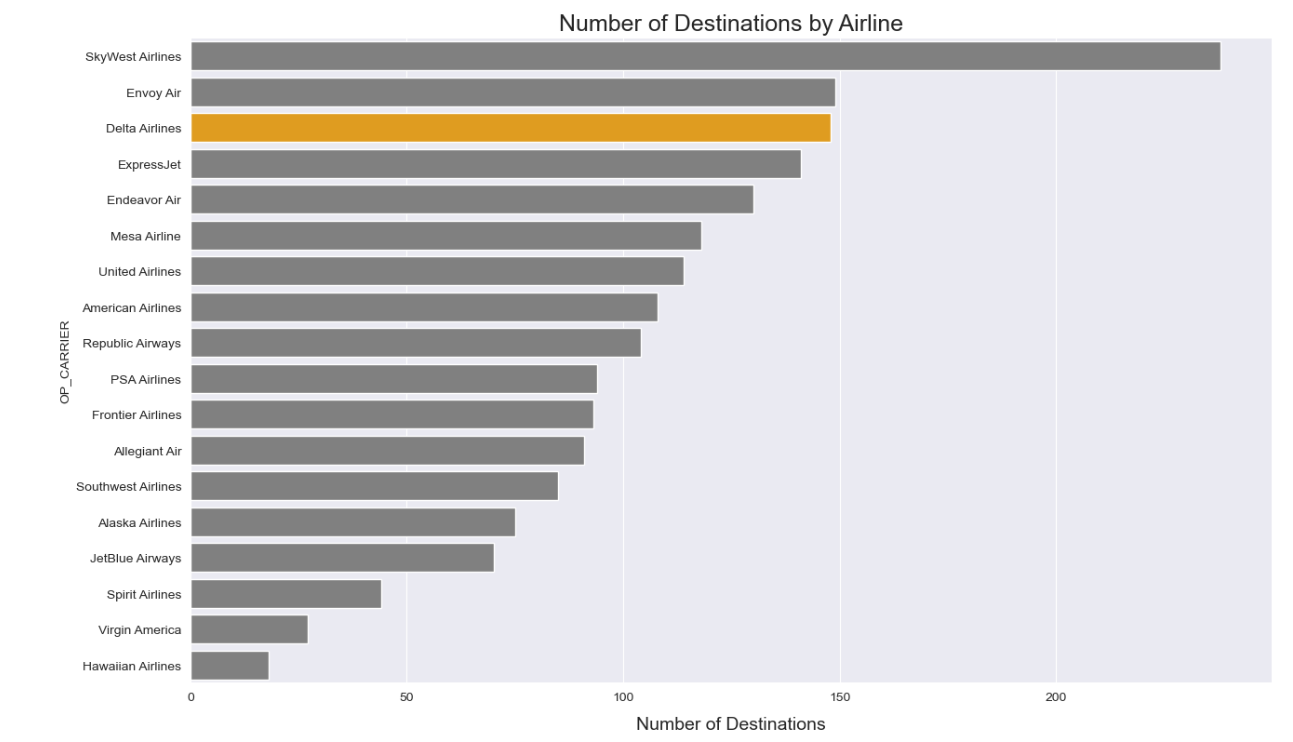 Number of Destinations by Airline
SkyWest Airlines
Envoy Air
Delta Airlines
ExpressJet
Endeavor Air
Mesa Airline
United Airlines
American Airlines
Republic Airways
PSA Airlines
Frontier Airlines
Allegiant Air
Southwest Airlines
Alaska Airlines
JetBlue Airways
Spirit Airlines
Virgin America
Hawaiian Airlines
OP_CARRIER
0 50 100 150 200
Number of Destinations